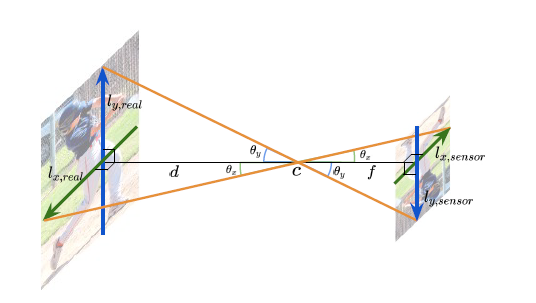 l_{y,real}
θ_y
θ_x
l_{x,sensor}
l_{x,real}
d
θ_x
c
θ_y
f
l_{y,sensor}